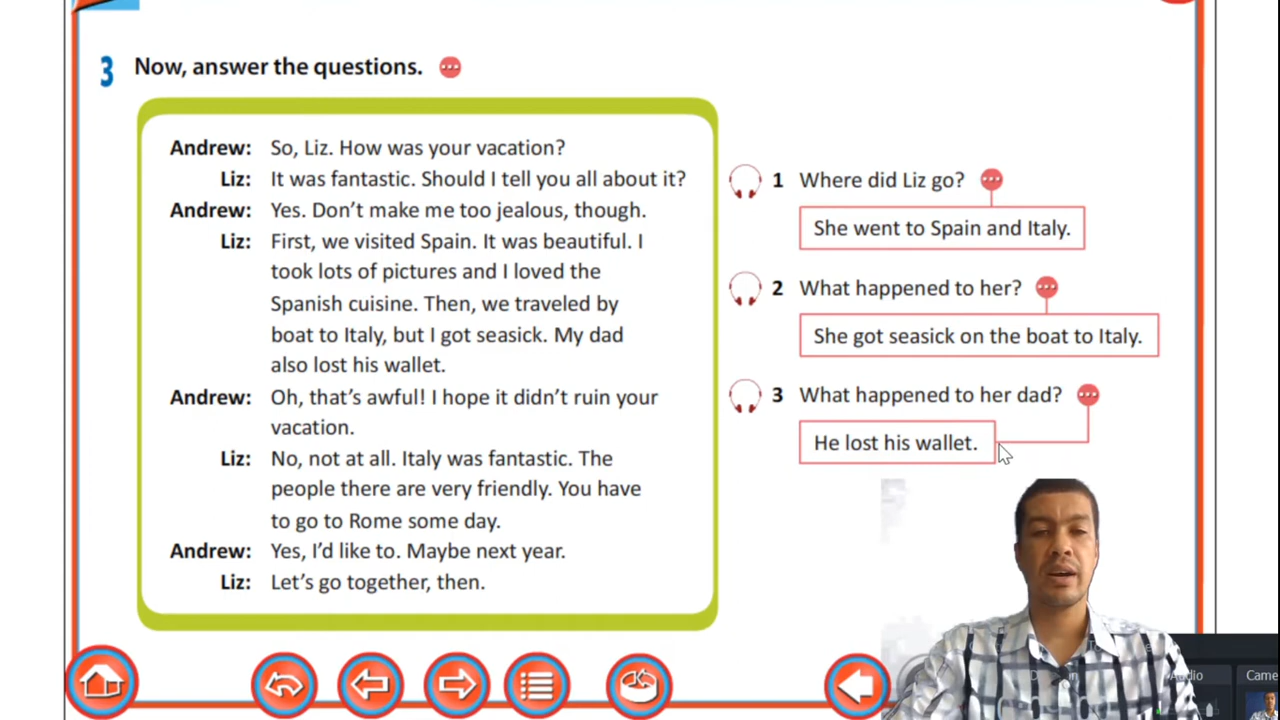 3 Now, answer the questions.
Andrew: So, Liz. How was your vacation?
Liz: It was fantastic. Should I tell you all about it?
Andrew: Yes. Don't make me too jealous, though.
Liz: First, we visited Spain. It was beautiful. I
took lots of pictures and I loved the
Spanish cuisine. Then, we traveled by
boat to Italy, but I got seasick. My dad
also lost his wallet.
Andrew: Oh, that's awful! I hope it didn't ruin your
vacation.
Liz: No, not at all. Italy was fantastic. The
people there are very friendly. You have
to go to Rome some day.
Andrew: Yes, I'd like to. Maybe next year.
Liz: Let's go together, then.
1 Where did Liz go?
She went to Spain and Italy.
2 What happened to her?
She got seasick on the boat to Italy.
3 What happened to her dad?
He lost his wallet.
Audio
Came